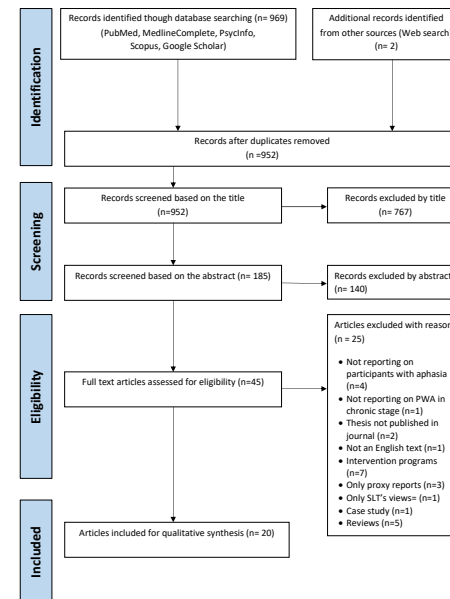 Identification
Records identified though database searching (n= 969)
(PubMed, MedlineComplete, PsycInfo,
Scopus, Google Scholar)
Additional records identified
from other sources (Web search
(n= 2)
Records after duplicates removed
(n =952)
Screening
Records screened based on the title
(n=952)
Records excluded by title
(n= 767)
Records screened based on the abstract (n= 185)
Records excluded by abstract
(n= 140)
Eligibility
Full text articles assessed for eligibility (n=45)
Articles excluded with reason
(n = 25)
• Not reporting on
participants with aphasia
(n=4)
• Not reporting on PWA in
chronic stage (n=1)
• Thesis not published in
journal (n=2)
• Not an English text (n=1)
• Intervention programs
(n=7)
• Only proxy reports (n=3)
• Only SLT's views= (n=1)
• Case study (n=1)
• Reviews (n=5)
Included
Articles included for qualitative synthesis (n= 20)